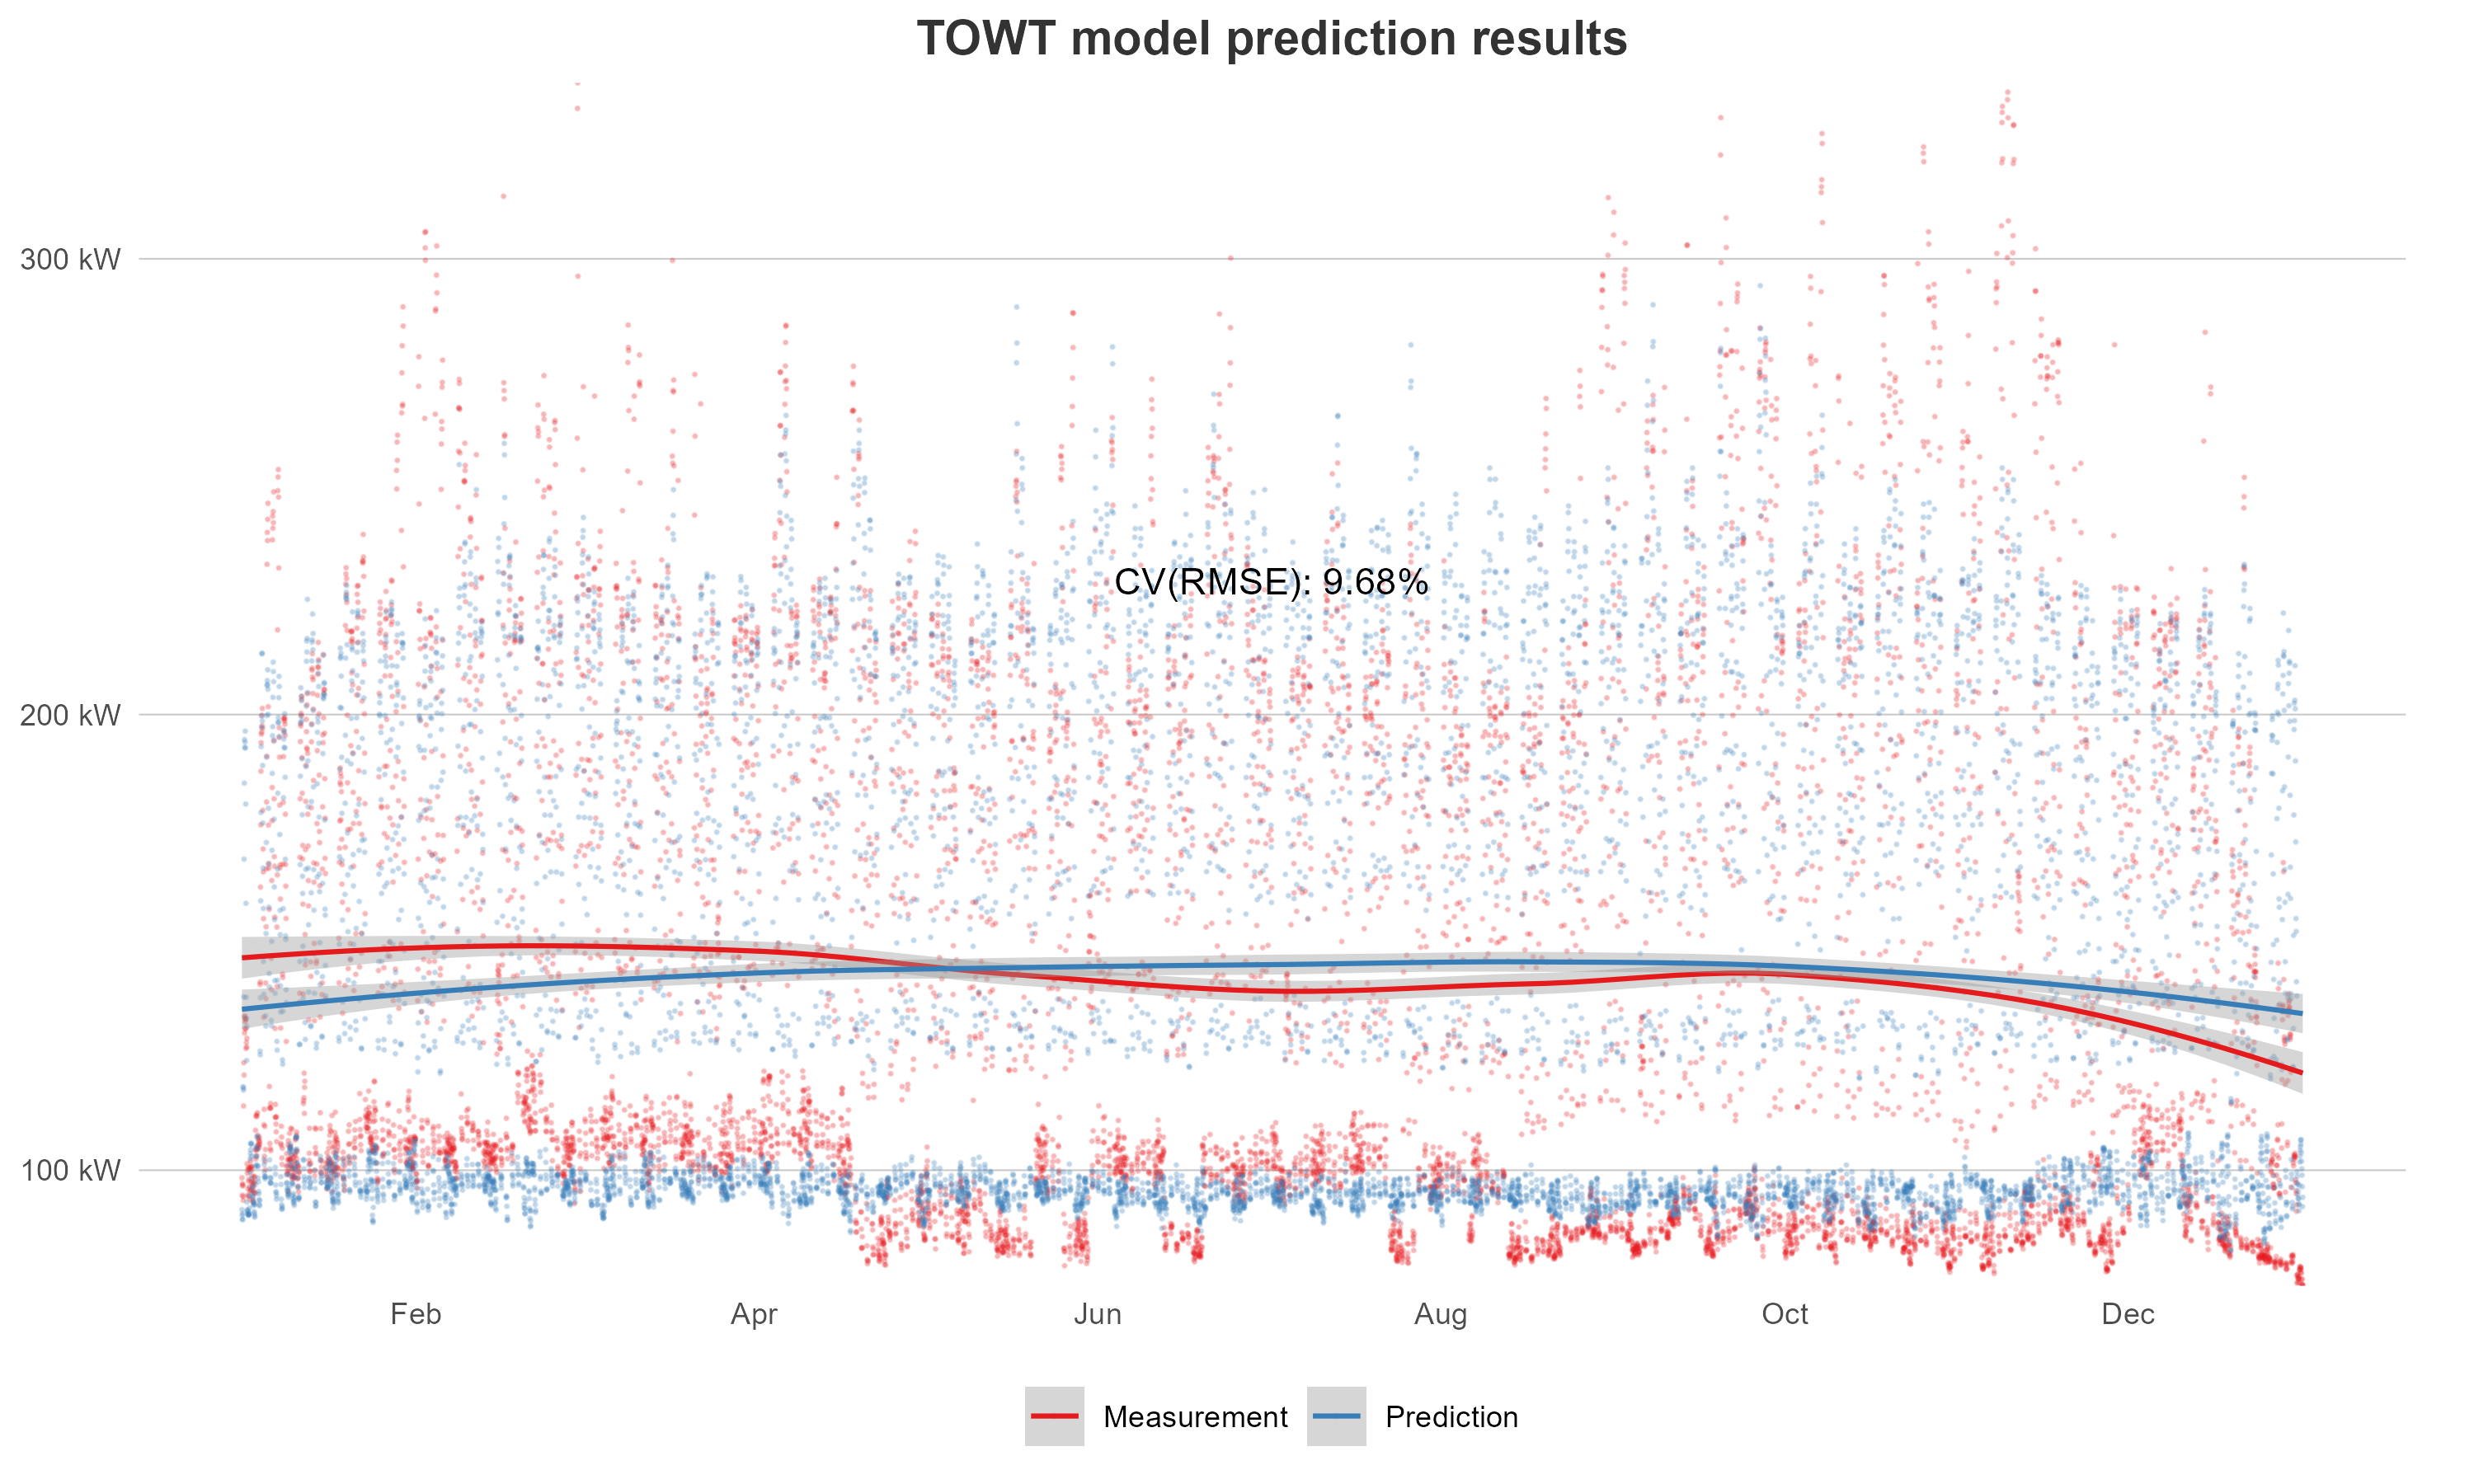 TOWT model prediction results
300 kW
200 kW
100 kW
CV(RMSE): 9.68%
Feb Apr Jun Aug Oct Dec
Measurement Prediction